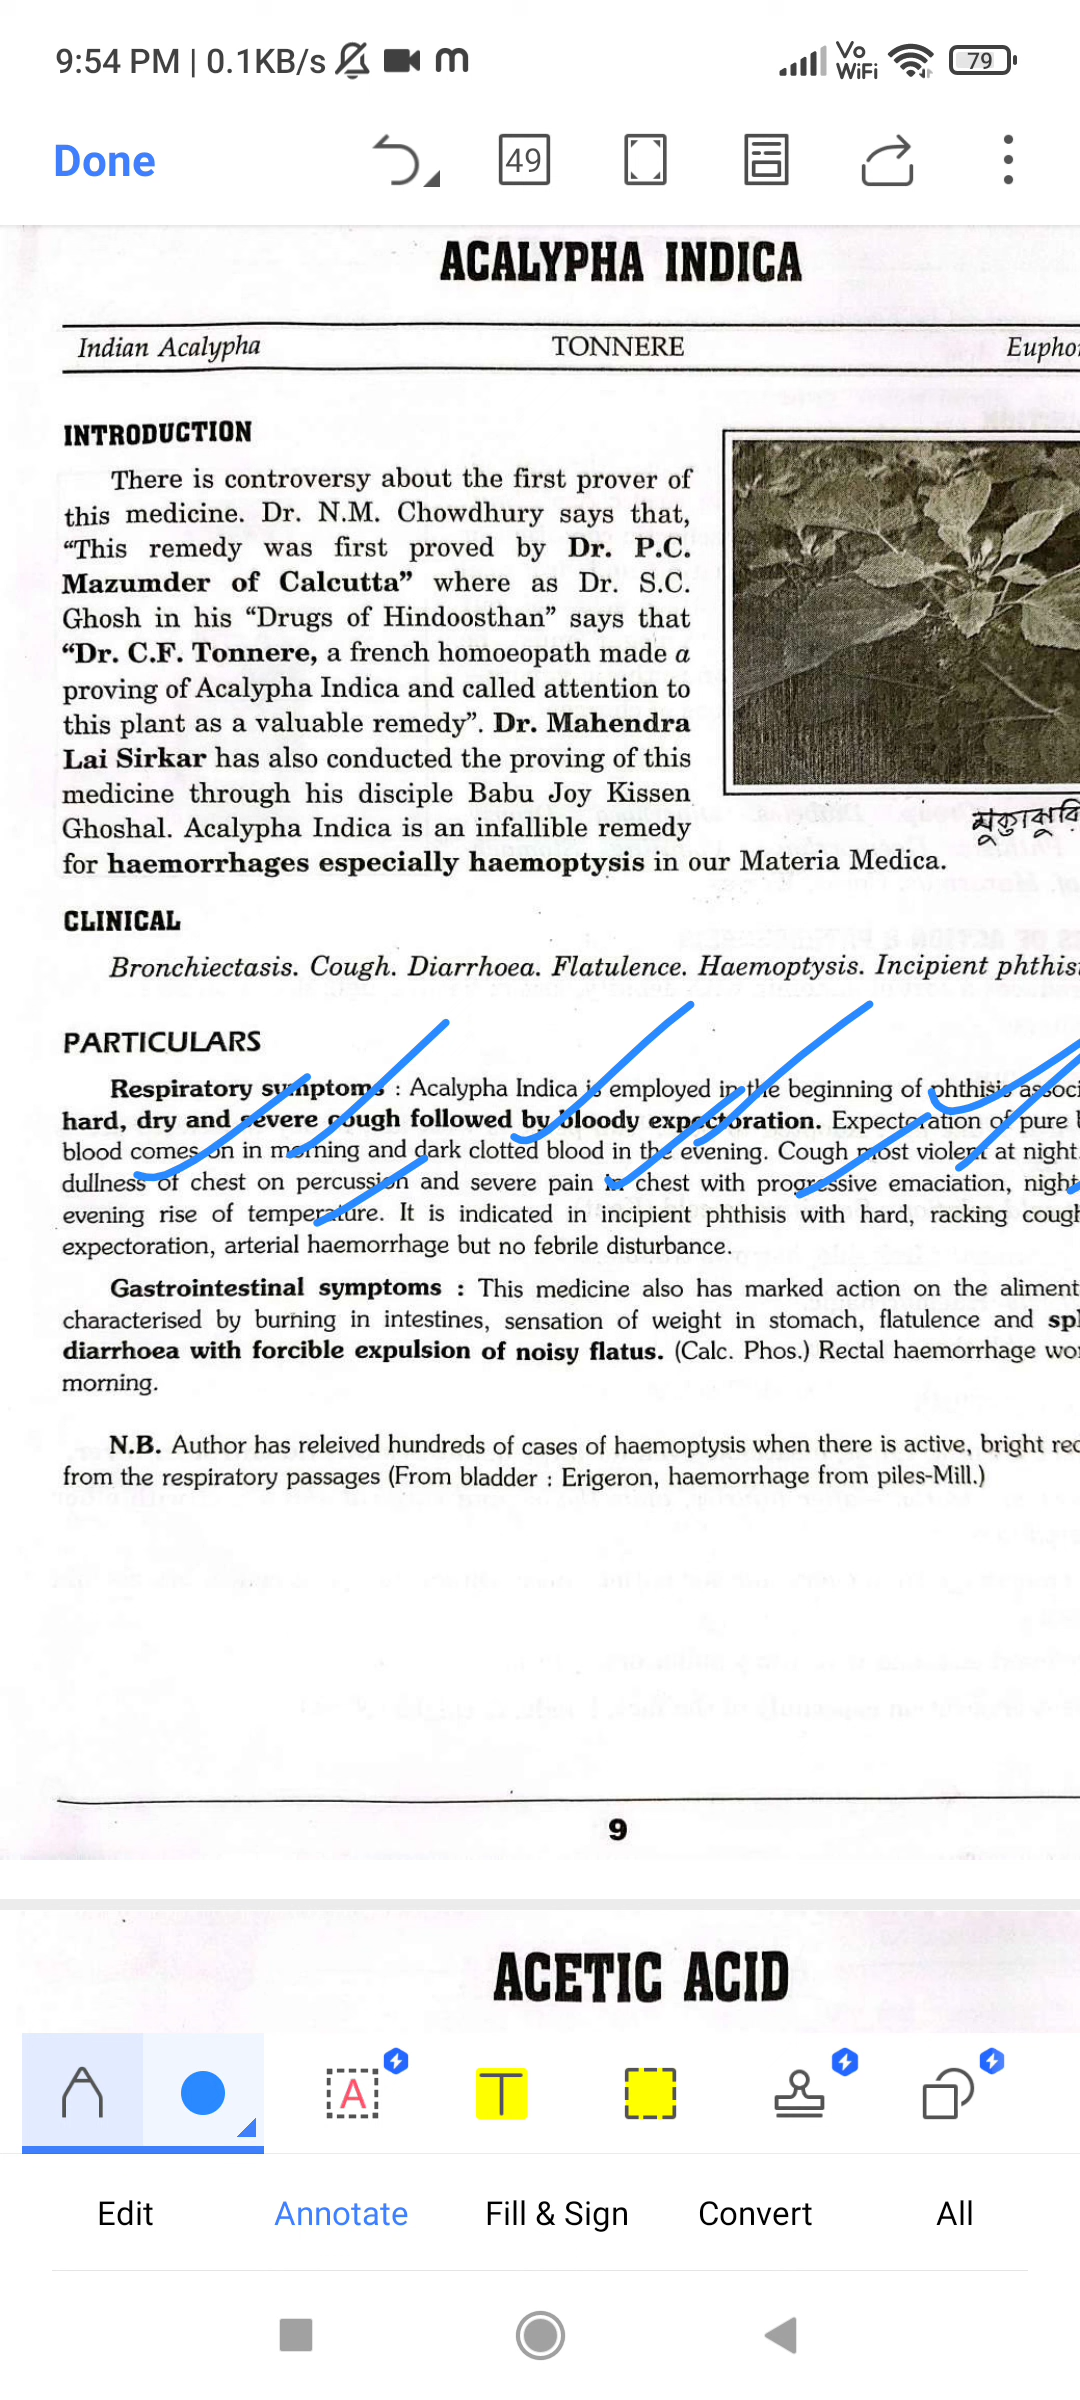 9:54 PM | 0.1KB/s m Vo WiFi 79
Done 49
ACALYPHA INDICA
Indian Acalypha TONNERE Euphor
INTRODUCTION
There is controversy about the first prover of
this medicine. Dr. N.M. Chowdhury says that,
“This remedy was first proved by Dr. P.C.
Mazumder of Calcutta” where as Dr. S.C.
Ghosh in his “Drugs of Hindoosthan” says that
“Dr. C.F. Tonnere, a french homoeopath made a
proving of Acalypha Indica and called attention to
this plant as a valuable remedy”. Dr. Mahendra
Lai Sirkar has also conducted the proving of this
medicine through his disciple Babu Joy Kissen
Ghoshal. Acalypha Indica is an infallible remedy
for haemorrhages especially haemoptysis in our Materia Medica.
CLINICAL
Bronchiectasis. Cough. Diarrhoea. Flatulence. Haemoptysis. Incipient phthis
PARTICULARS
Respiratory symptoms : Acalypha Indica is employed in the beginning of phthisis associ
hard, dry and severe cough followed by bloody expectoration. Expectoration of pure
blood comes on in morning and dark clotted blood in the evening. Cough most violent at night.
dullness of chest on percussion and severe pain in chest with progressive emaciation, night
evening rise of temperature. It is indicated in incipient phthisis with hard, racking cough
expectoration, arterial haemorrhage but no febrile disturbance.
Gastrointestinal symptoms : This medicine also has marked action on the aliment
characterised by burning in intestines, sensation of weight in stomach, flatulence and spl
diarrhoea with forcible expulsion of noisy flatus. (Calc. Phos.) Rectal haemorrhage wor
morning.
N.B. Author has releived hundreds of cases of haemoptysis when there is active, bright red
from the respiratory passages (From bladder : Erigeron, haemorrhage from piles-Mill.)
9
ACETIC ACID
A T
Edit Annotate Fill & Sign Convert All